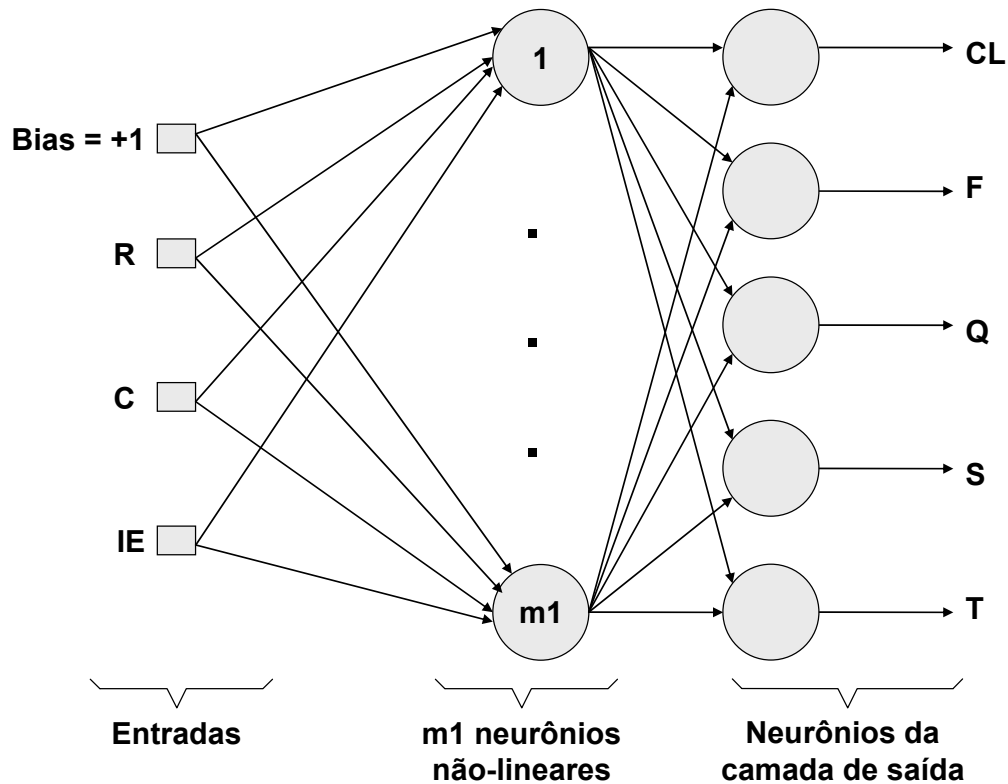 Bias = +1
R
C
IE
1
m1
CL
F
Q
S
T
Entradas
m1 neurônios
não-lineares
Neurônios da
camada de saída